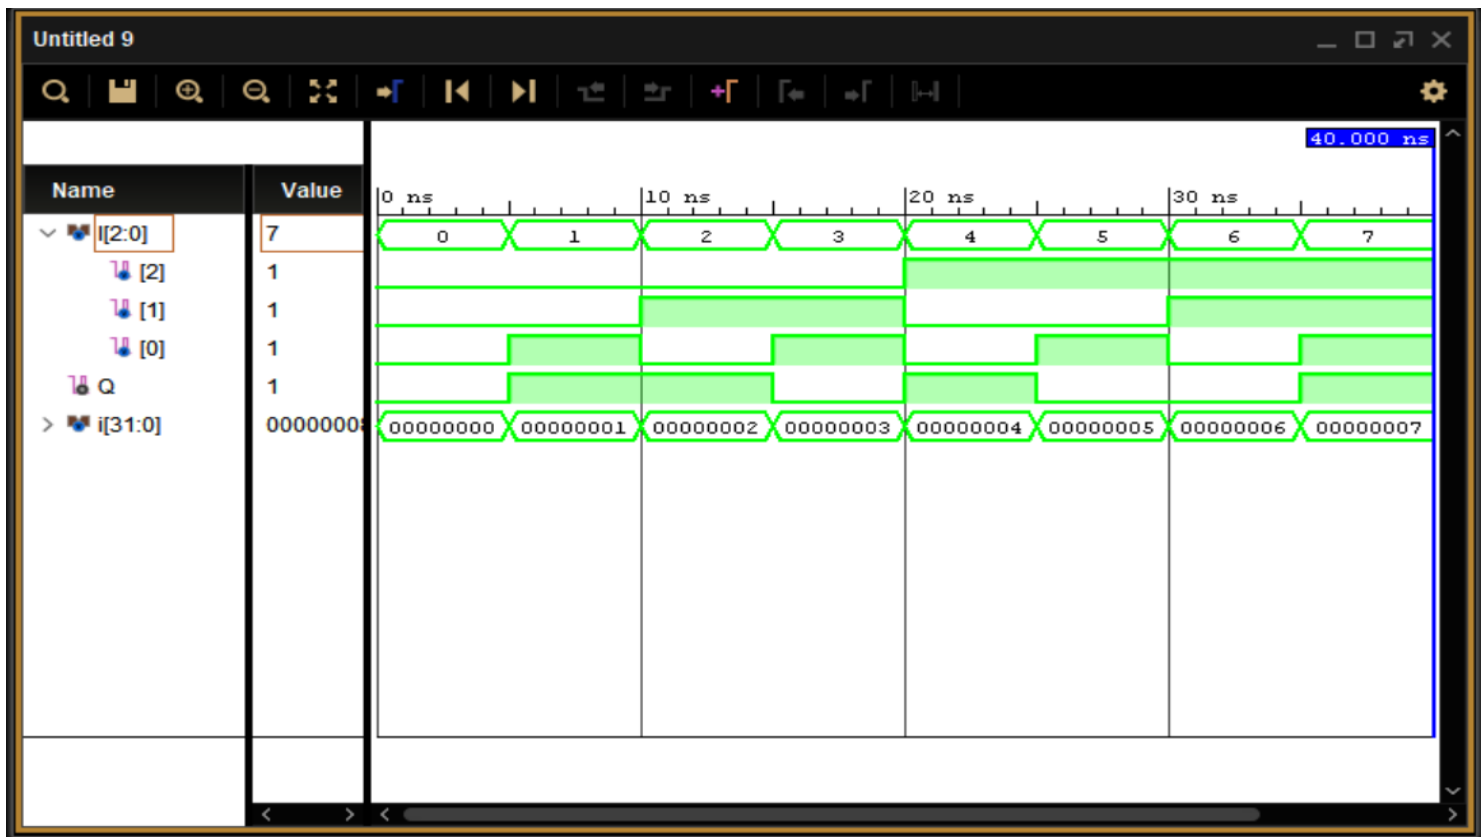 Untitled 9
40.000 ns
Name Value 0 ns 10 ns 20 ns 30 ns
I[2:0] 7 0 1 2 3 4 5 6 7
[2] 1
[1] 1
[0] 1
Q 1
i[31:0] 00000000 00000001 00000002 00000003 00000004 00000005 00000006 00000007